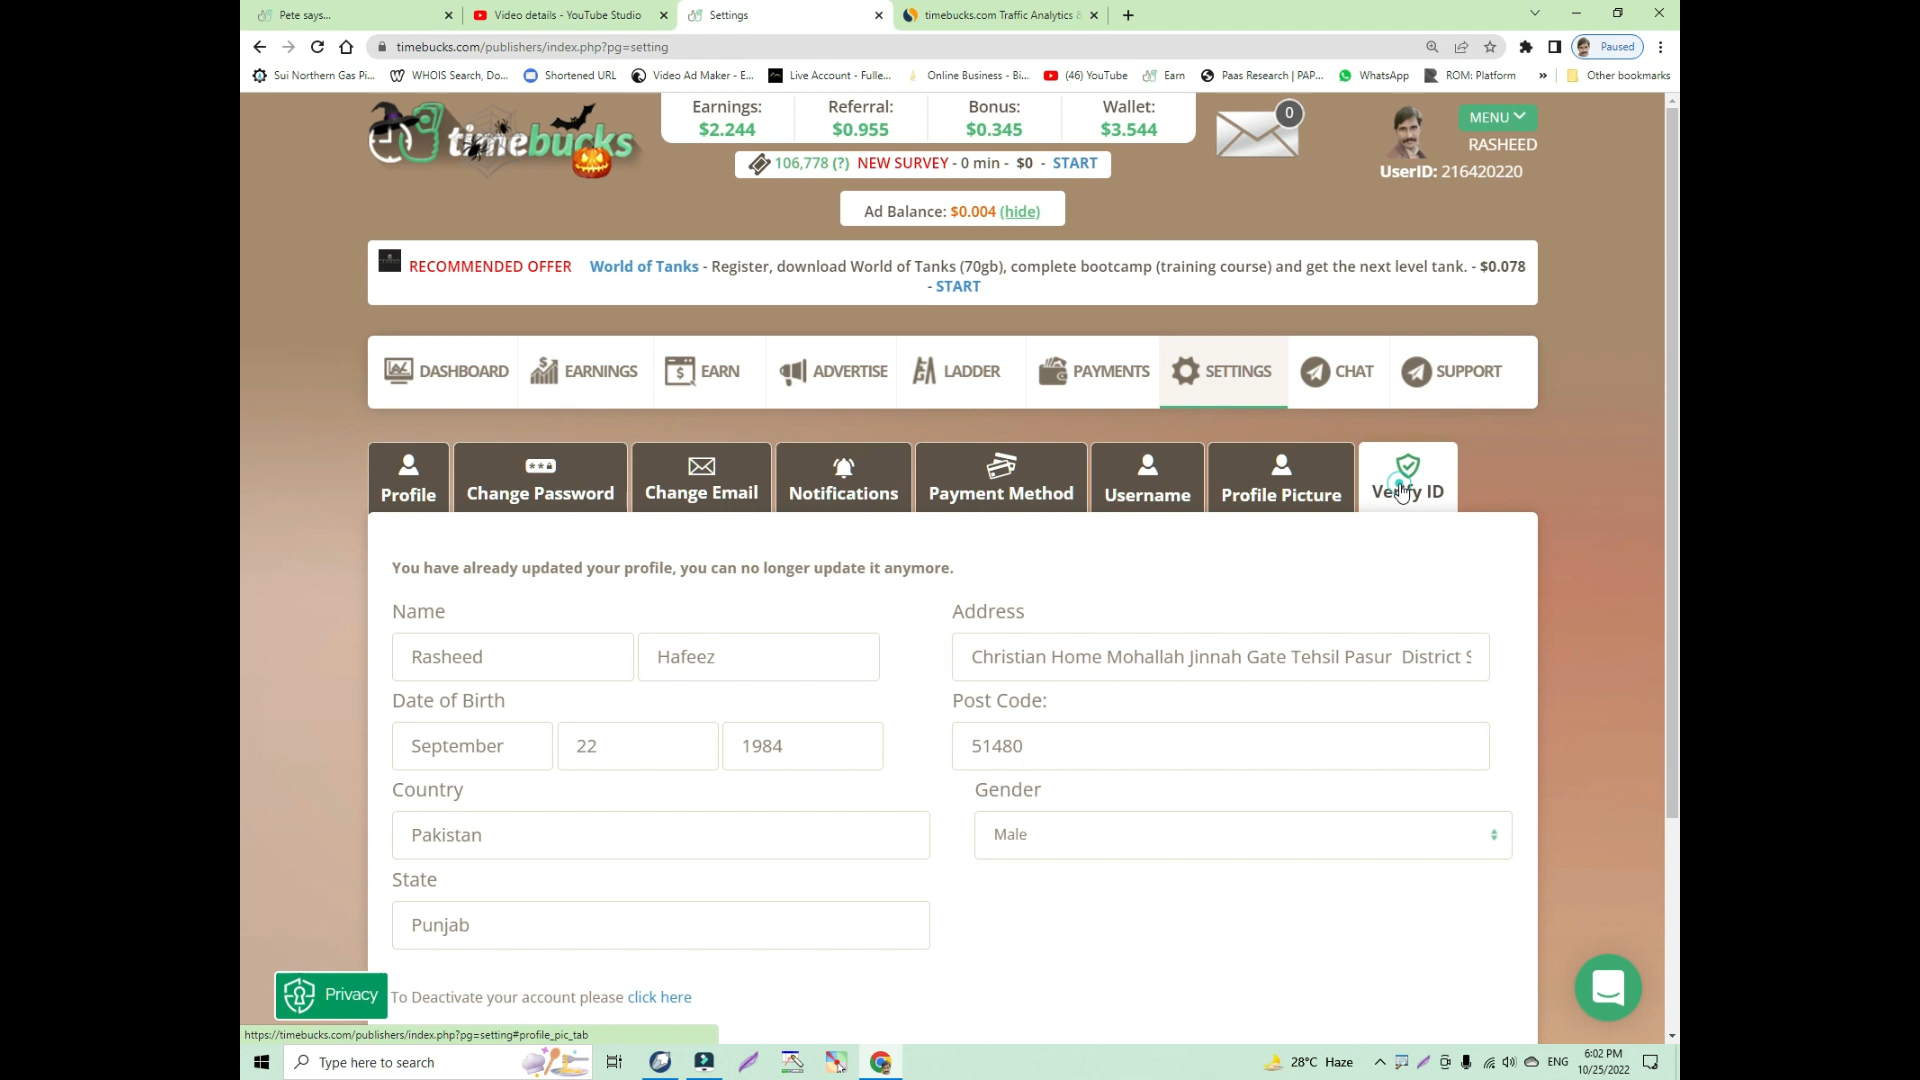 Pete says...
Video details - YouTube Studio
Settings
timebucks.com Traffic Analytics
timebucks.com/publishers/index.php?pg=setting
Paused
Sui Northern Gas Pi...
WHOIS Search, Do...
Shortened URL
Video Ad Maker - E...
Live Account - Fulle...
Online Business - Bi...
(46) YouTube
Earn
Paas Research | PAP...
WhatsApp
ROM: Platform
»
Other bookmarks
timebucks
Earnings:
$2.244
Referral:
$0.955
Bonus:
$0.345
Wallet:
$3.544
0
MENU
RASHEED
UserID: 216420220
106,778 (?) NEW SURVEY - 0 min - $0 - START
Ad Balance: $0.004 (hide)
RECOMMENDED OFFER World of Tanks - Register, download World of Tanks (70gb), complete bootcamp (training course) and get the next level tank. - $0.078
- START
DASHBOARD
EARNINGS
EARN
ADVERTISE
LADDER
PAYMENTS
SETTINGS
CHAT
SUPPORT
Profile
Change Password
Change Email
Notifications
Payment Method
Username
Profile Picture
Verify ID
You have already updated your profile, you can no longer update it anymore.
Name
Address
Rasheed
Hafeez
Christian Home Mohallah Jinnah Gate Tehsil Pasur District S
Date of Birth
Post Code:
September
22
1984
51480
Country
Gender
Pakistan
Male
State
Punjab
Privacy
To Deactivate your account please click here
https://timebucks.com/publishers/index.php?pg=setting#profile_pic_tab
Type here to search
28°C Haze
ENG
6:02 PM
10/25/2022